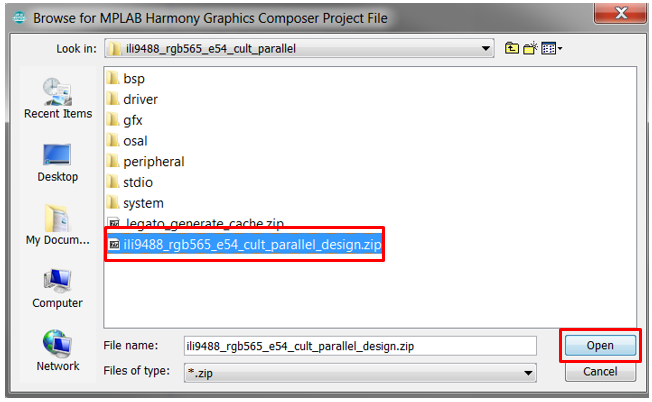 Browse for MPLAB Harmony Graphics Composer Project File
Look in: ili9488_rgb565_e54_cult_parallel
Recent Items
Desktop
My Docum...
Computer
Network
bsp
driver
gfx
osal
peripheral
stdio
system
.legato_generate_cache.zip
ili9488_rgb565_e54_cult_parallel_design.zip
File name: ili9488_rgb565_e54_cult_parallel_design.zip Open
Files of type: *.zip Cancel